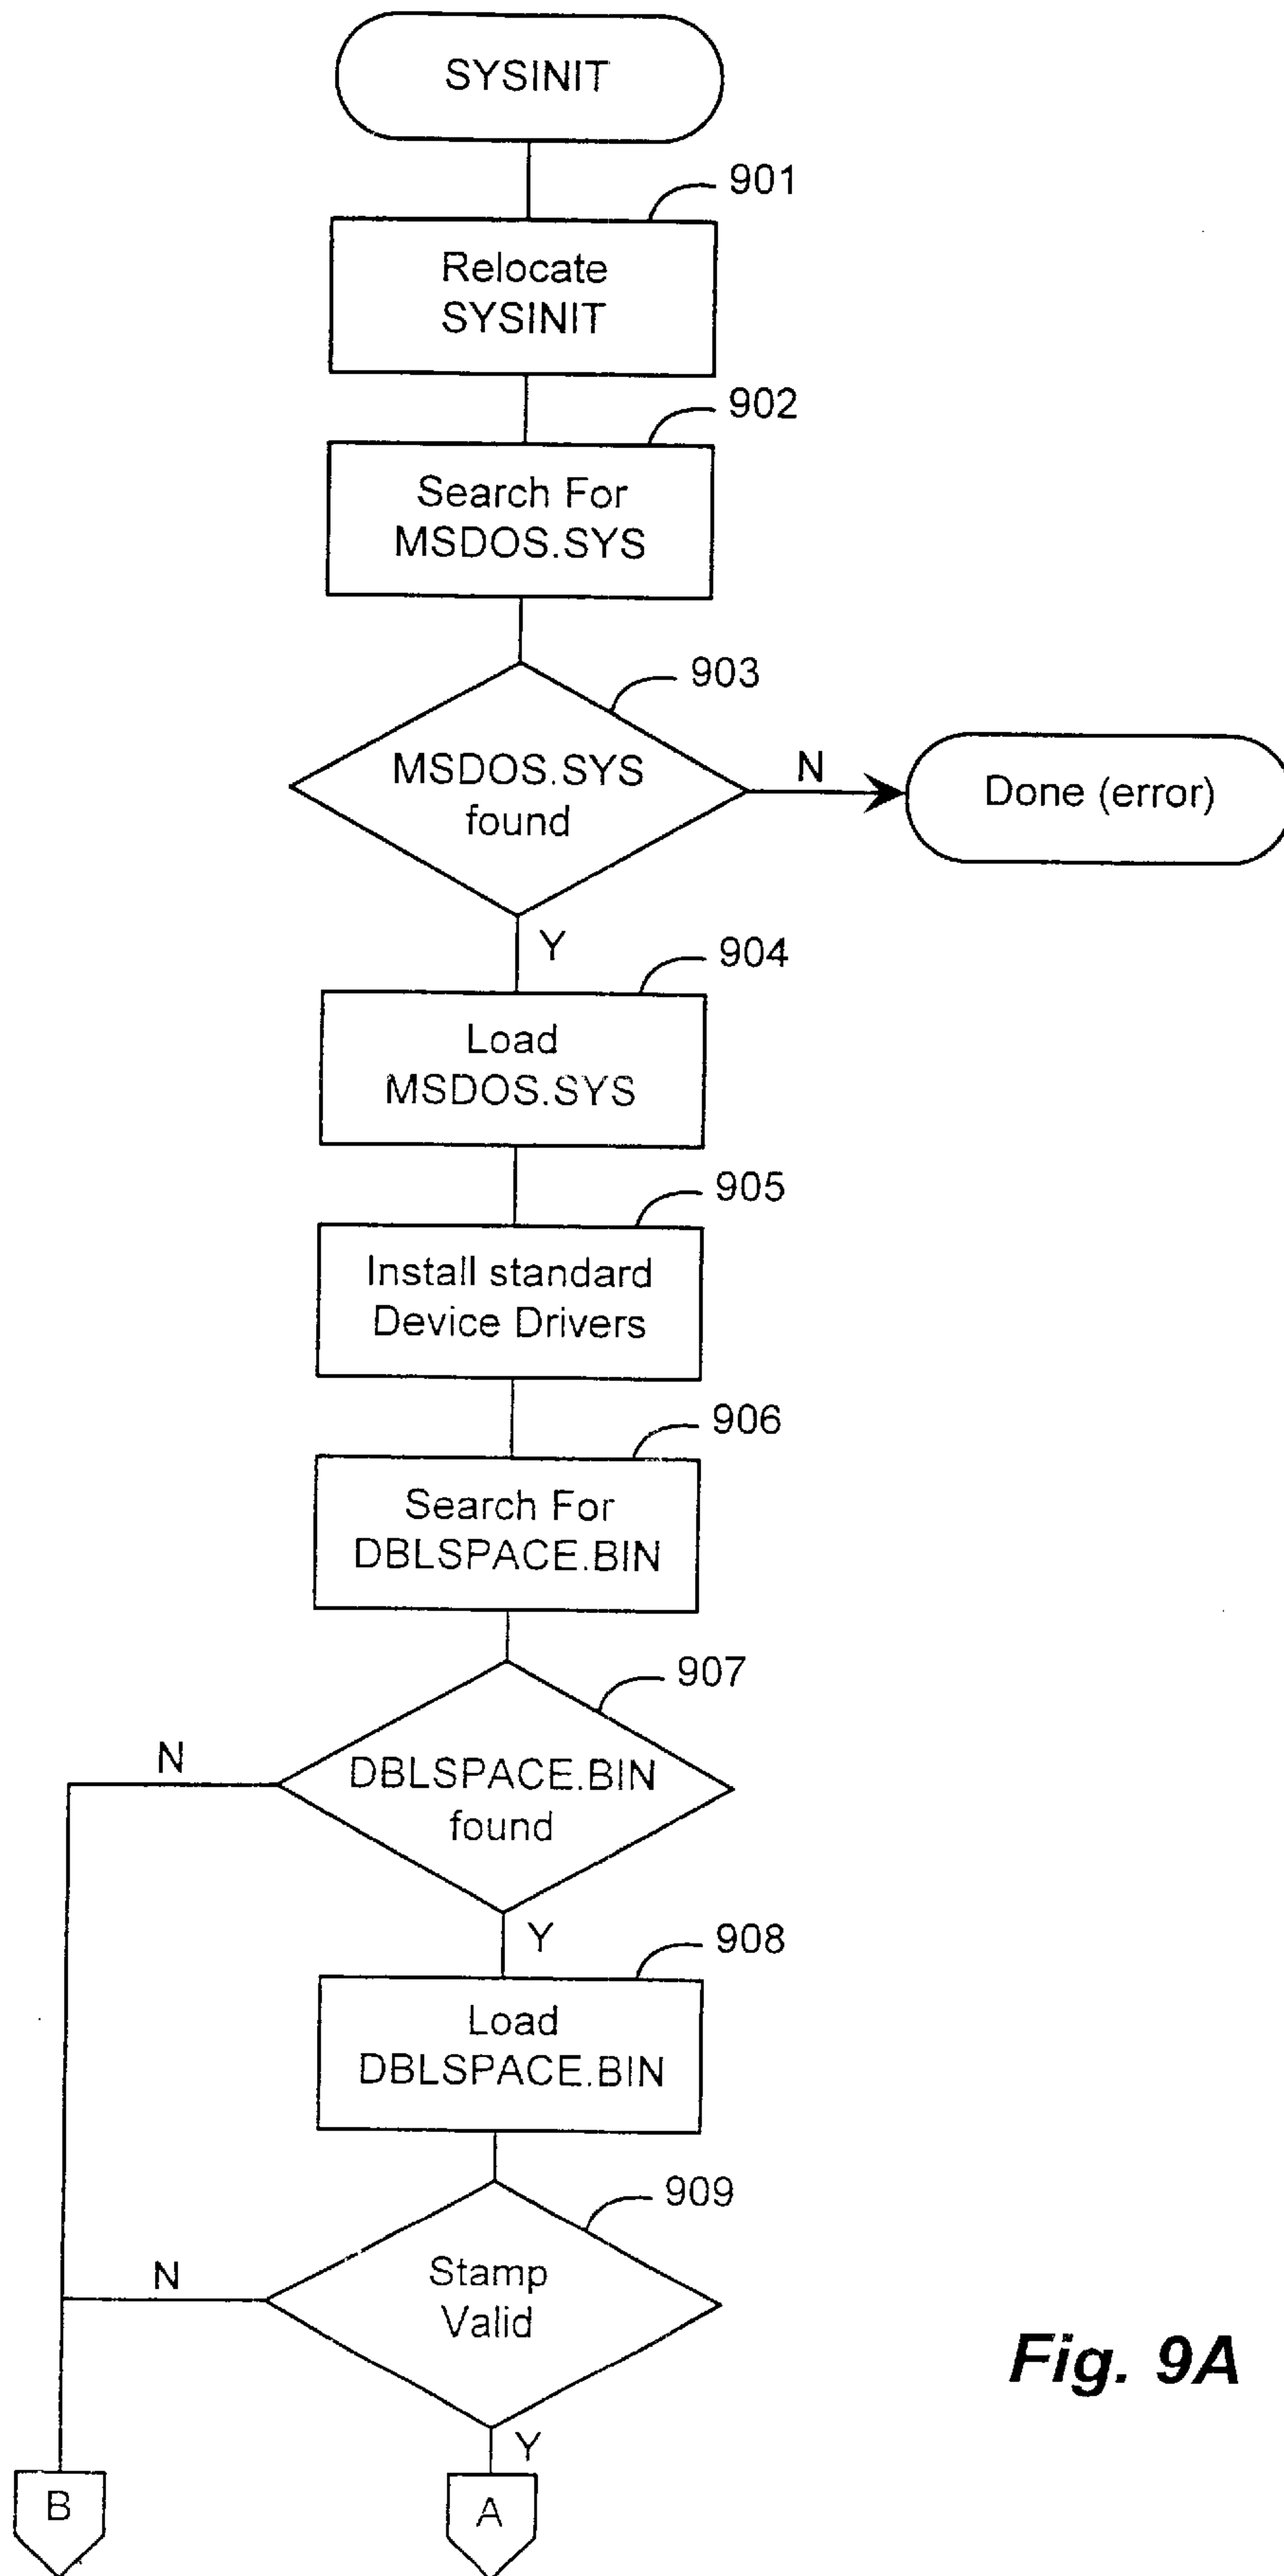 SYSINIT
901
Relocate
SYSINIT
902
Search For
MSDOS.SYS
903
MSDOS.SYS
found
N
Done (error)
Y
904
Load
MSDOS.SYS
905
Install standard
Device Drivers
906
Search For
DBLSPACE.BIN
907
N
DBLSPACE.BIN
found
Y
908
Load
DBLSPACE.BIN
909
N
Stamp
Valid
Fig. 9A
Y
B
A